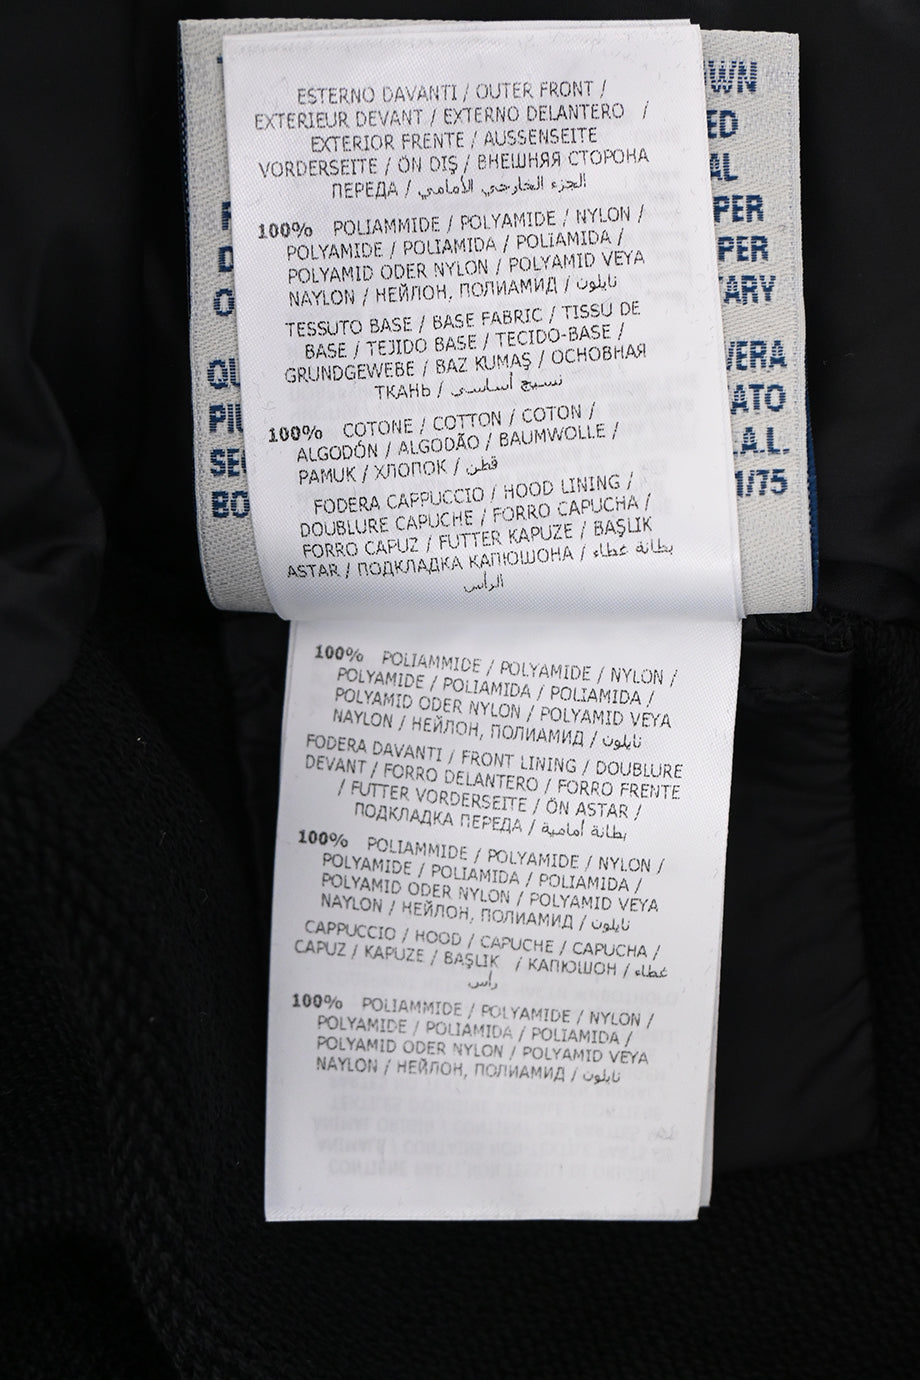 ESTERNO DAVANTI / OUTER FRONT /
EXTERIEUR DEVANT / EXTERNO DELANTERO /
EXTERIOR FRENTE / AUSSENSEITE
VORDERSEITE / ÖN DIŞ / ВНЕШНЯЯ СТОРОНА
ПЕРЕДА / الجزء الخارجي الأمامي
100% POLIAMMIDE / POLYAMIDE / NYLON /
POLYAMIDE / POLIAMIDA / POLIAMIDA /
POLYAMID ODER NYLON / POLYAMID VEYA
NAYLON / НЕЙЛОН, ПОЛИАМИД / نايلون
TESSUTO BASE / BASE FABRIC / TISSU DE
BASE / TEJIDO BASE / TECIDO-BASE /
GRUNDGEWEBE / BAZ KUMAŞ / ОСНОВНАЯ
ТКАНЬ / نسيج أساسي
100% COTONE / COTTON / COTON /
ALGODÓN / ALGODÃO / BAUMWOLLE /
PAMUK / ХЛОПОК / قطن
FODERA CAPPUCCIO / HOOD LINING /
DOUBLURE CAPUCHE / FORRO CAPUCHA /
FORRO CAPUZ / FUTTER KAPUZE / BAŞLIK
ASTAR / ПОДКЛАДКА КАПЮШОНА / بطانة غطاء
الرأس
100% POLIAMMIDE / POLYAMIDE / NYLON /
POLYAMIDE / POLIAMIDA / POLIAMIDA /
POLYAMID ODER NYLON / POLYAMID VEYA
NAYLON / НЕЙЛОН, ПОЛИАМИД / نايلون
FODERA DAVANTI / FRONT LINING / DOUBLURE
DEVANT / FORRO DELANTERO / FORRO FRENTE
/ FUTTER VORDERSEITE / ÖN ASTAR /
ПОДКЛАДКА ПЕРЕДА / بطانة أمامية
100% POLIAMMIDE / POLYAMIDE / NYLON /
POLYAMIDE / POLIAMIDA / POLIAMIDA /
POLYAMID ODER NYLON / POLYAMID VEYA
NAYLON / НЕЙЛОН, ПОЛИАМИД / نايلون
CAPPUCCIO / HOOD / CAPUCHE / CAPUCHA /
CAPUZ / KAPUZE / BAŞLIK / КАПЮШОН / غطاء
رأس
100% POLIAMMIDE / POLYAMIDE / NYLON /
POLYAMIDE / POLIAMIDA / POLIAMIDA /
POLYAMID ODER NYLON / POLYAMID VEYA
NAYLON / НЕЙЛОН, ПОЛИАМИД / نايلون